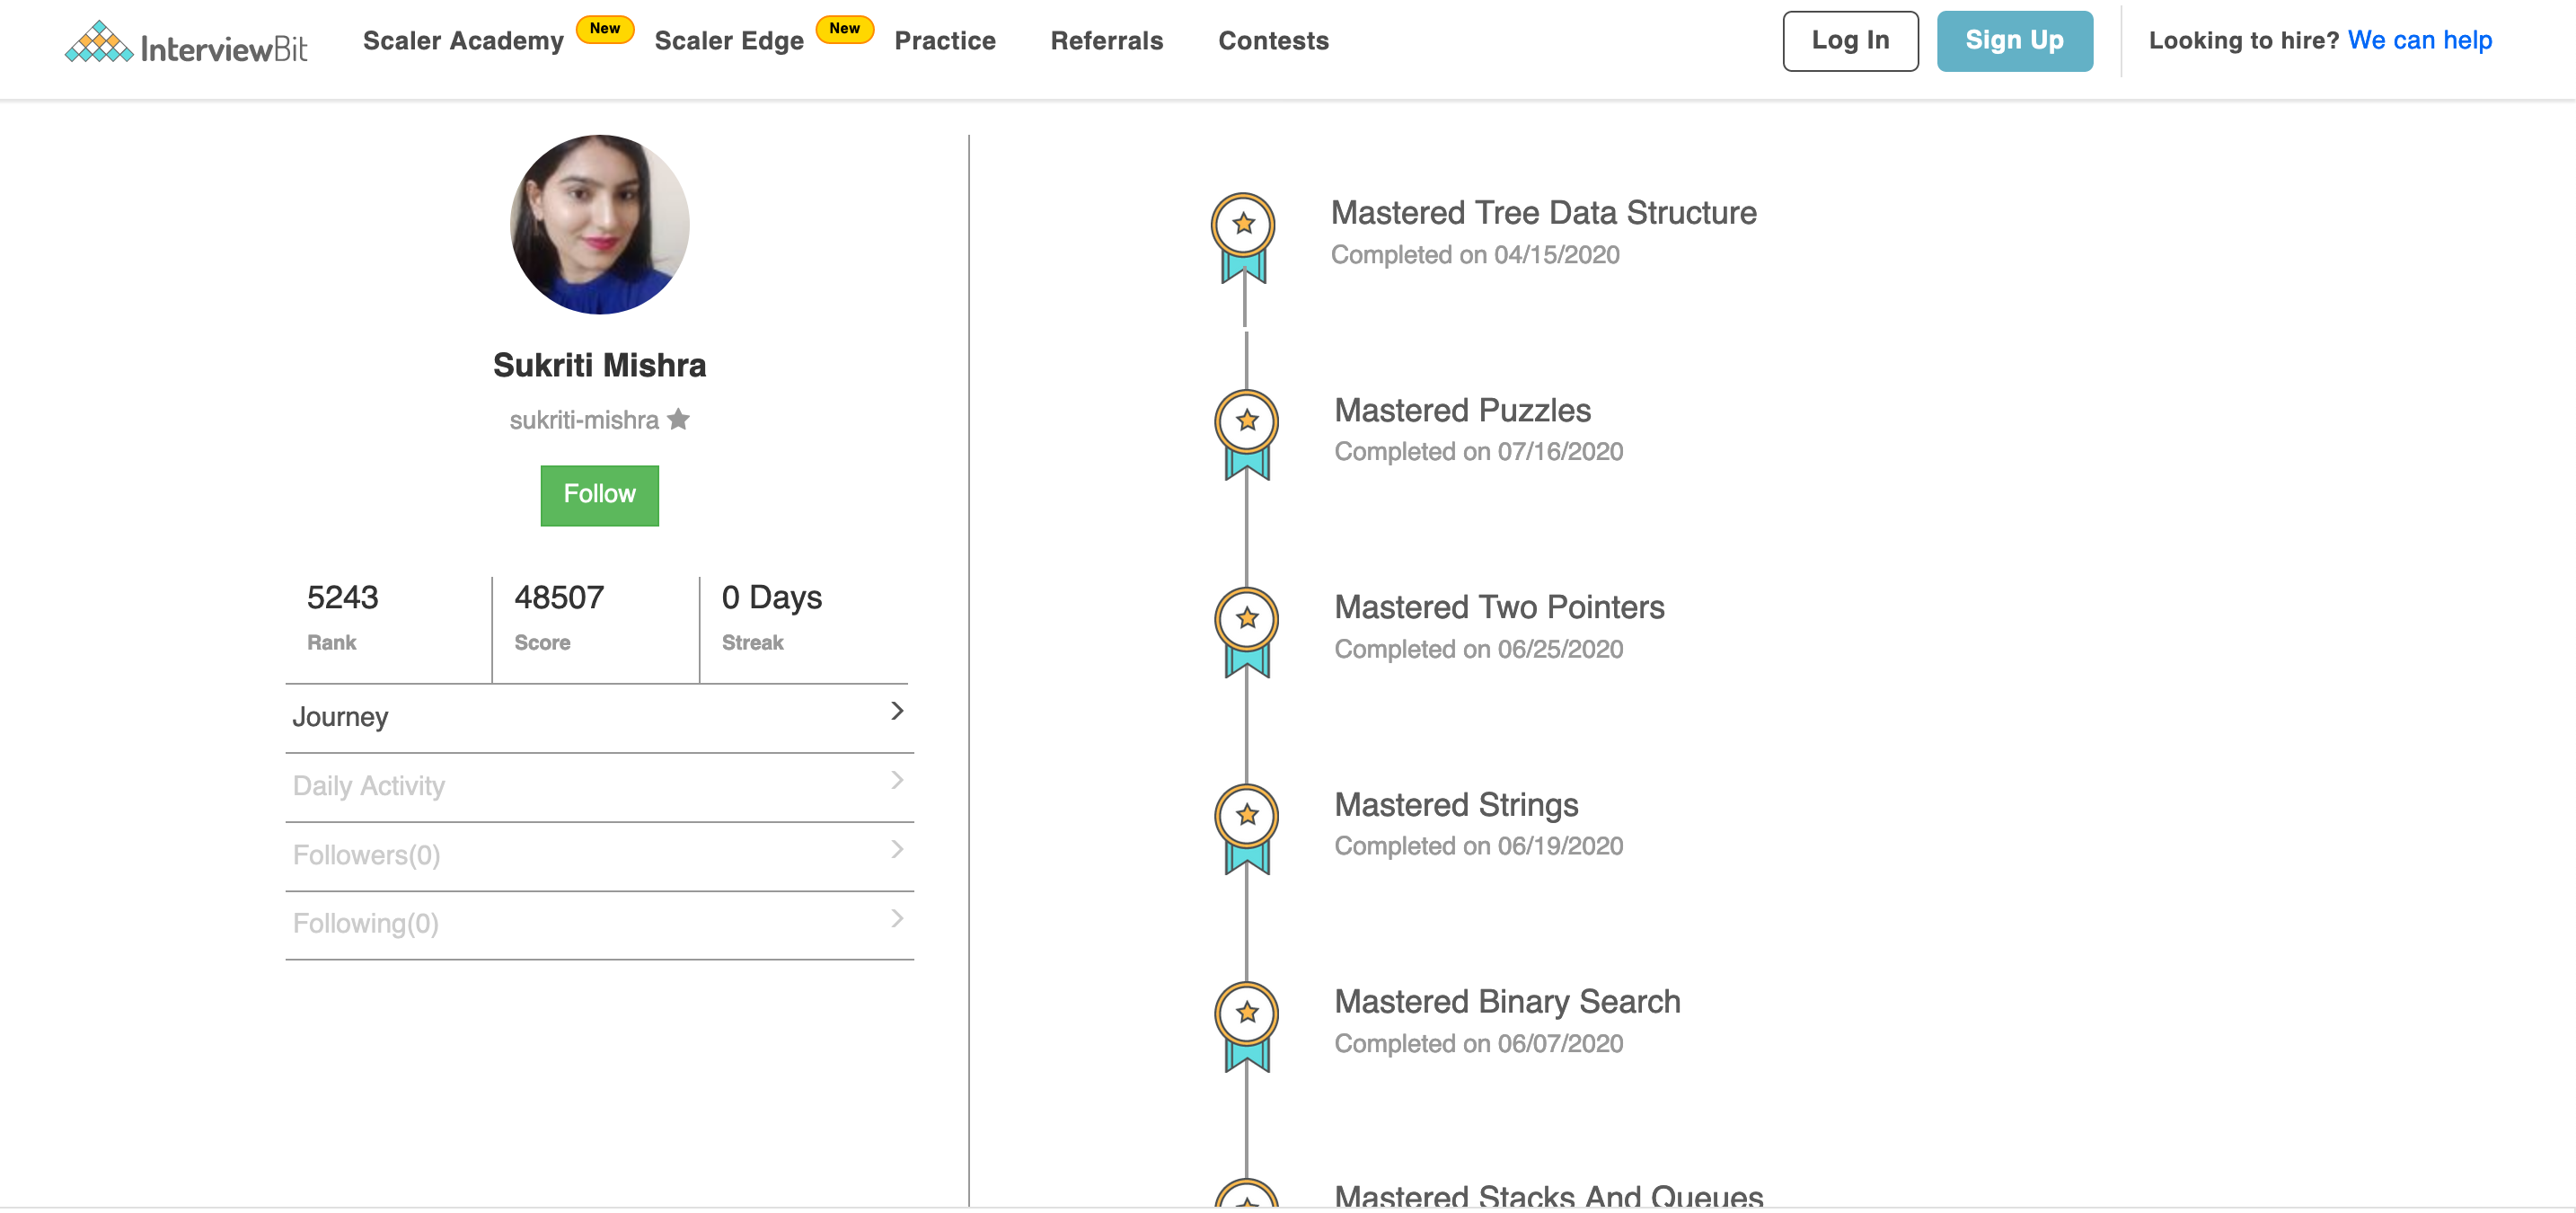 InterviewBit
Scaler Academy New Scaler Edge New Practice Referrals Contests Log In Sign Up Looking to hire? We can help
Sukriti Mishra
sukriti-mishra
Follow
5243 48507 0 Days
Rank Score Streak
Journey
Daily Activity
Followers(0)
Following(0)
Mastered Tree Data Structure
Completed on 04/15/2020
Mastered Puzzles
Completed on 07/16/2020
Mastered Two Pointers
Completed on 06/25/2020
Mastered Strings
Completed on 06/19/2020
Mastered Binary Search
Completed on 06/07/2020
Mastered Stacks And Queues